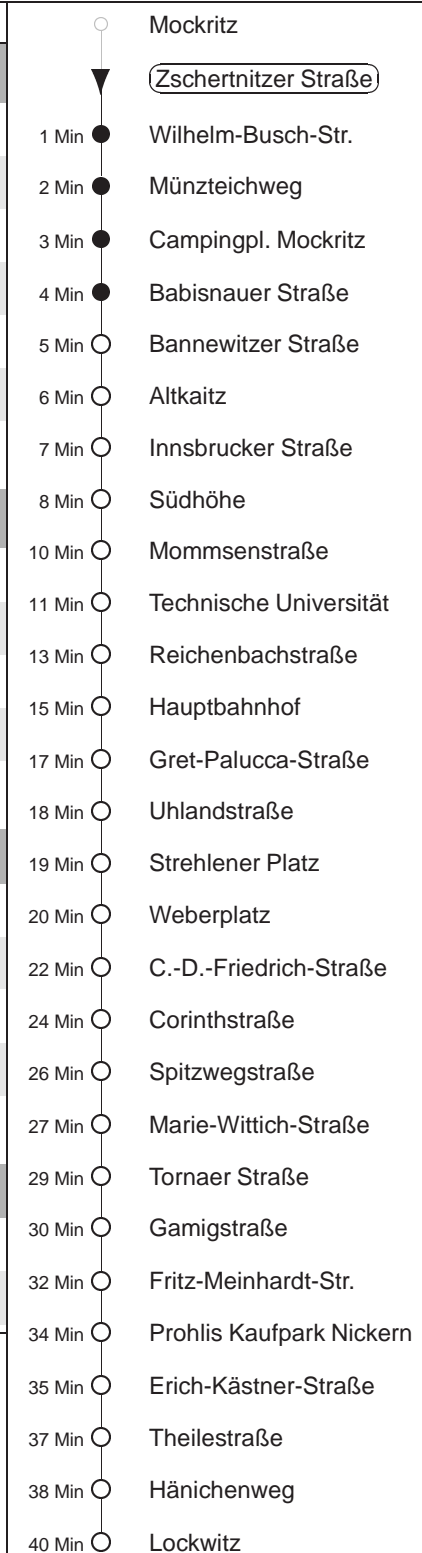 Mockritz
Zschertnitzer Straße
1 Min Wilhelm-Busch-Str.
2 Min Münzteichweg
3 Min Campingpl. Mockritz
4 Min Babisnauer Straße
5 Min Bannewitzer Straße
6 Min Altkaitz
7 Min Innsbrucker Straße
8 Min Südhöhe
10 Min Mommsenstraße
11 Min Technische Universität
13 Min Reichenbachstraße
15 Min Hauptbahnhof
17 Min Gret-Palucca-Straße
18 Min Uhlandstraße
19 Min Strehlener Platz
20 Min Weberplatz
22 Min C.-D.-Friedrich-Straße
24 Min Corinthstraße
26 Min Spitzwegstraße
27 Min Marie-Wittich-Straße
29 Min Tornaer Straße
30 Min Gamigstraße
32 Min Fritz-Meinhardt-Str.
34 Min Prohlis Kaufpark Nickern
35 Min Erich-Kästner-Straße
37 Min Theilestraße
38 Min Hänichenweg
40 Min Lockwitz